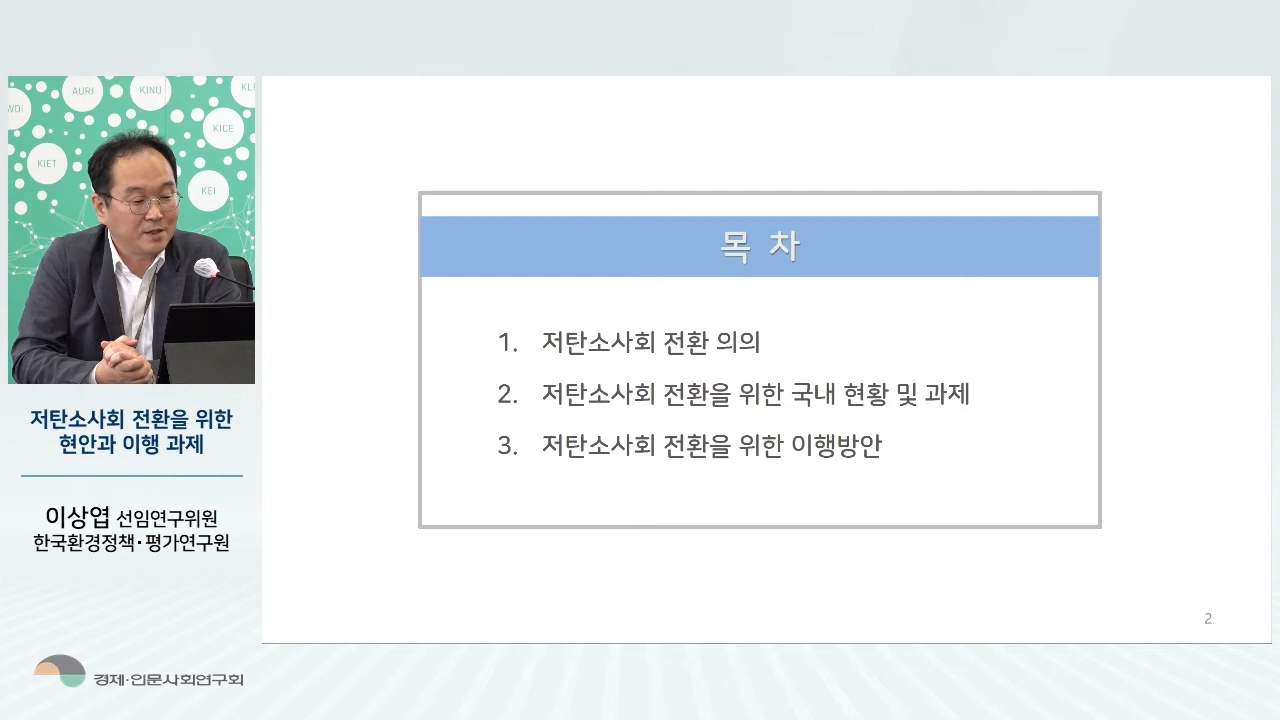 AURI
KINU
KICE
KIET
KEI
저탄소사회 전환을 위한
현안과 이행 과제
이상엽 선임연구위원
한국환경정책·평가연구원
경제·인문사회연구회
목 차
1. 저탄소사회 전환 의의
2. 저탄소사회 전환을 위한 국내 현황 및 과제
3. 저탄소사회 전환을 위한 이행방안
2